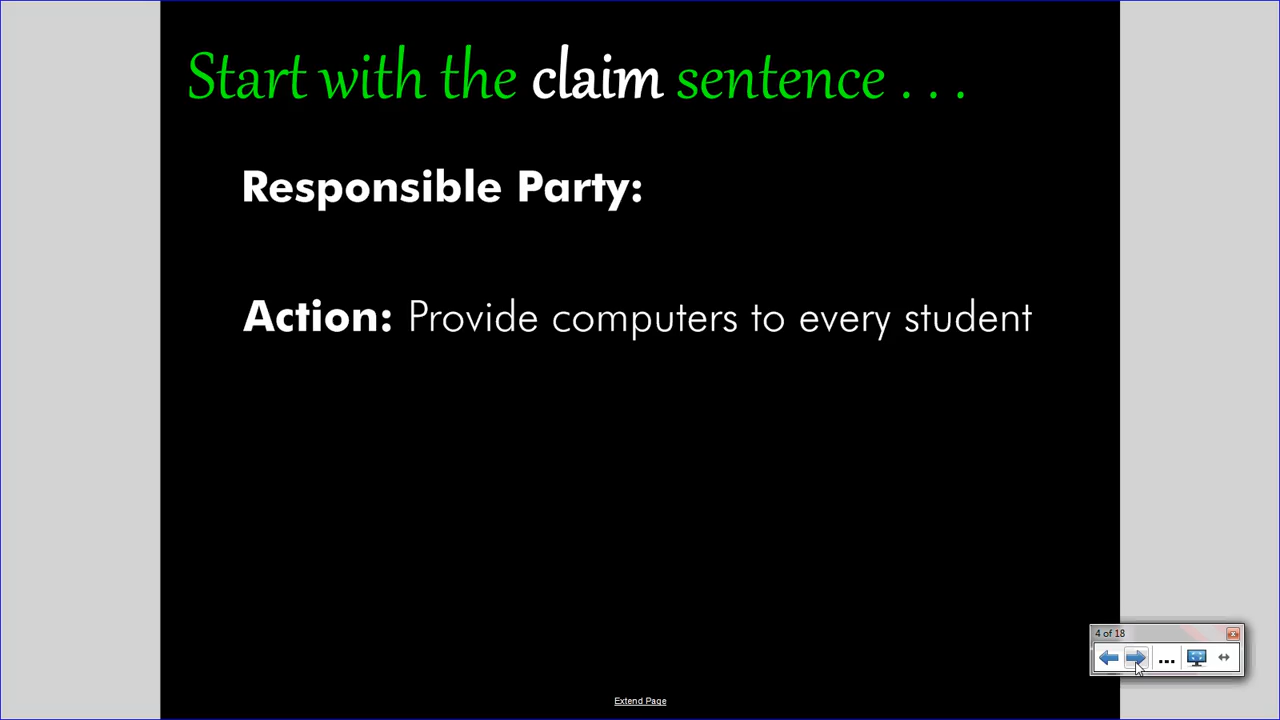 Start with the claim sentence . . .
Responsible Party:
Action: Provide computers to every student
4 of 18
...
Extend Page